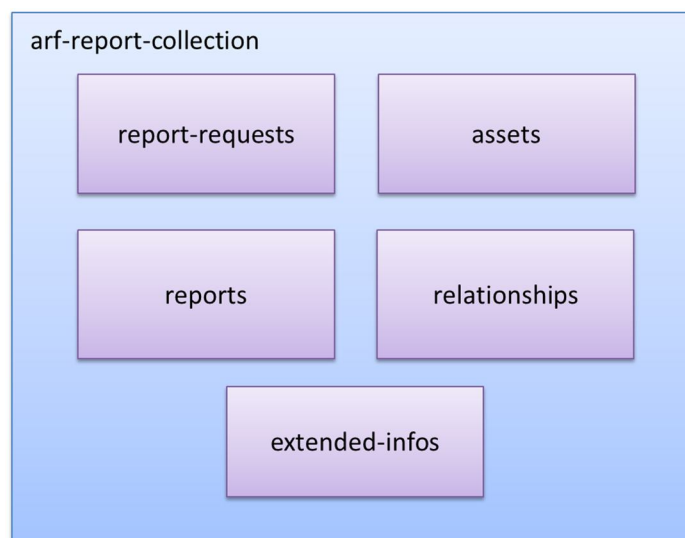 arf-report-collection
report-requests
assets
reports
relationships
extended-infos